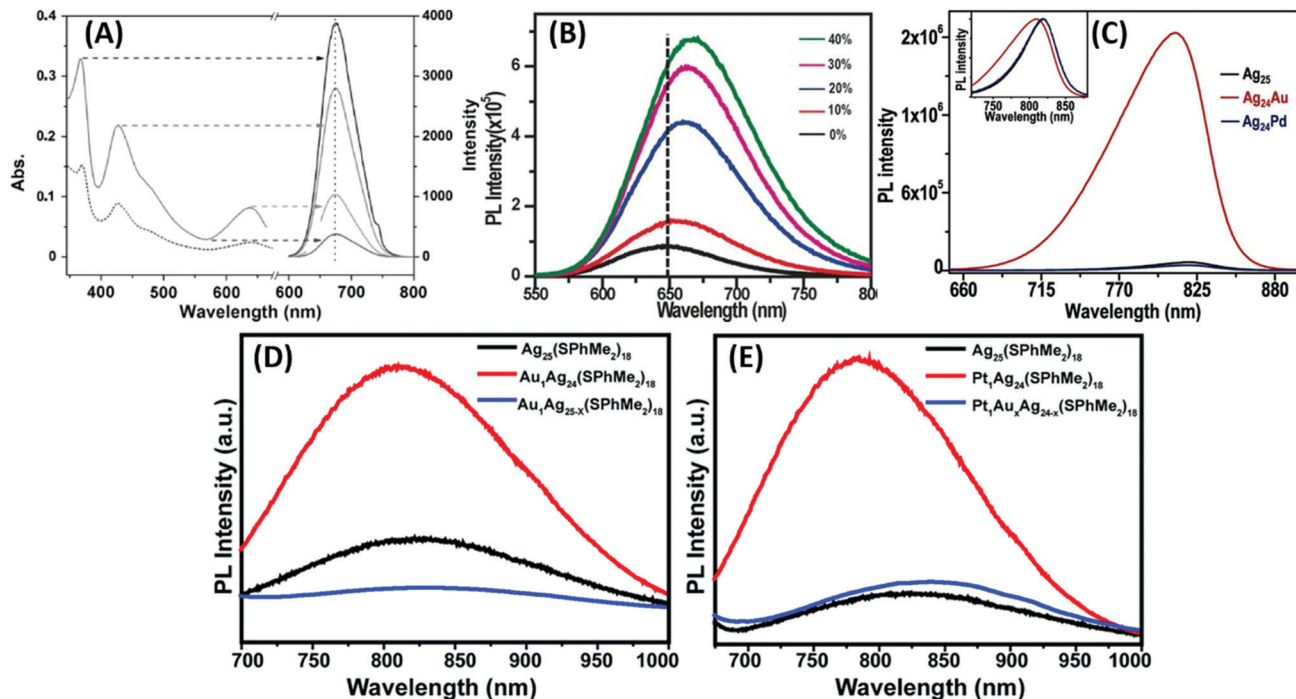 (A)
0.4
0.3
0.2
0.1
0
Abs.
400
500
600
600
700
800
Wavelength (nm)
4000
3000
2000
1000
0
Intensity
(B)
PL Intensity(x10⁵)
6
4
2
0
550
600
650
700
750
800
Wavelength (nm)
40%
30%
20%
10%
0%
(C)
PL intensity
2x10⁶
1x10⁶
6x10⁵
0
660
715
770
825
880
Wavelength (nm)
PL intensity
750
800
850
Wavelength (nm)
Ag₂₅
Ag₂₄Au
Ag₂₄Pd
(D)
PL Intensity (a.u.)
Ag₂₅(SPhMe₂)₁₈
Au₁Ag₂₄(SPhMe₂)₁₈
Au₁Ag₂₅₋ₓ(SPhMe₂)₁₈
700
750
800
850
900
950
1000
Wavelength (nm)
(E)
PL Intensity (a.u.)
Ag₂₅(SPhMe₂)₁₈
Pt₁Ag₂₄(SPhMe₂)₁₈
Pt₁AuₓAg₂₄₋ₓ(SPhMe₂)₁₈
700
750
800
850
900
950
1000
Wavelength (nm)